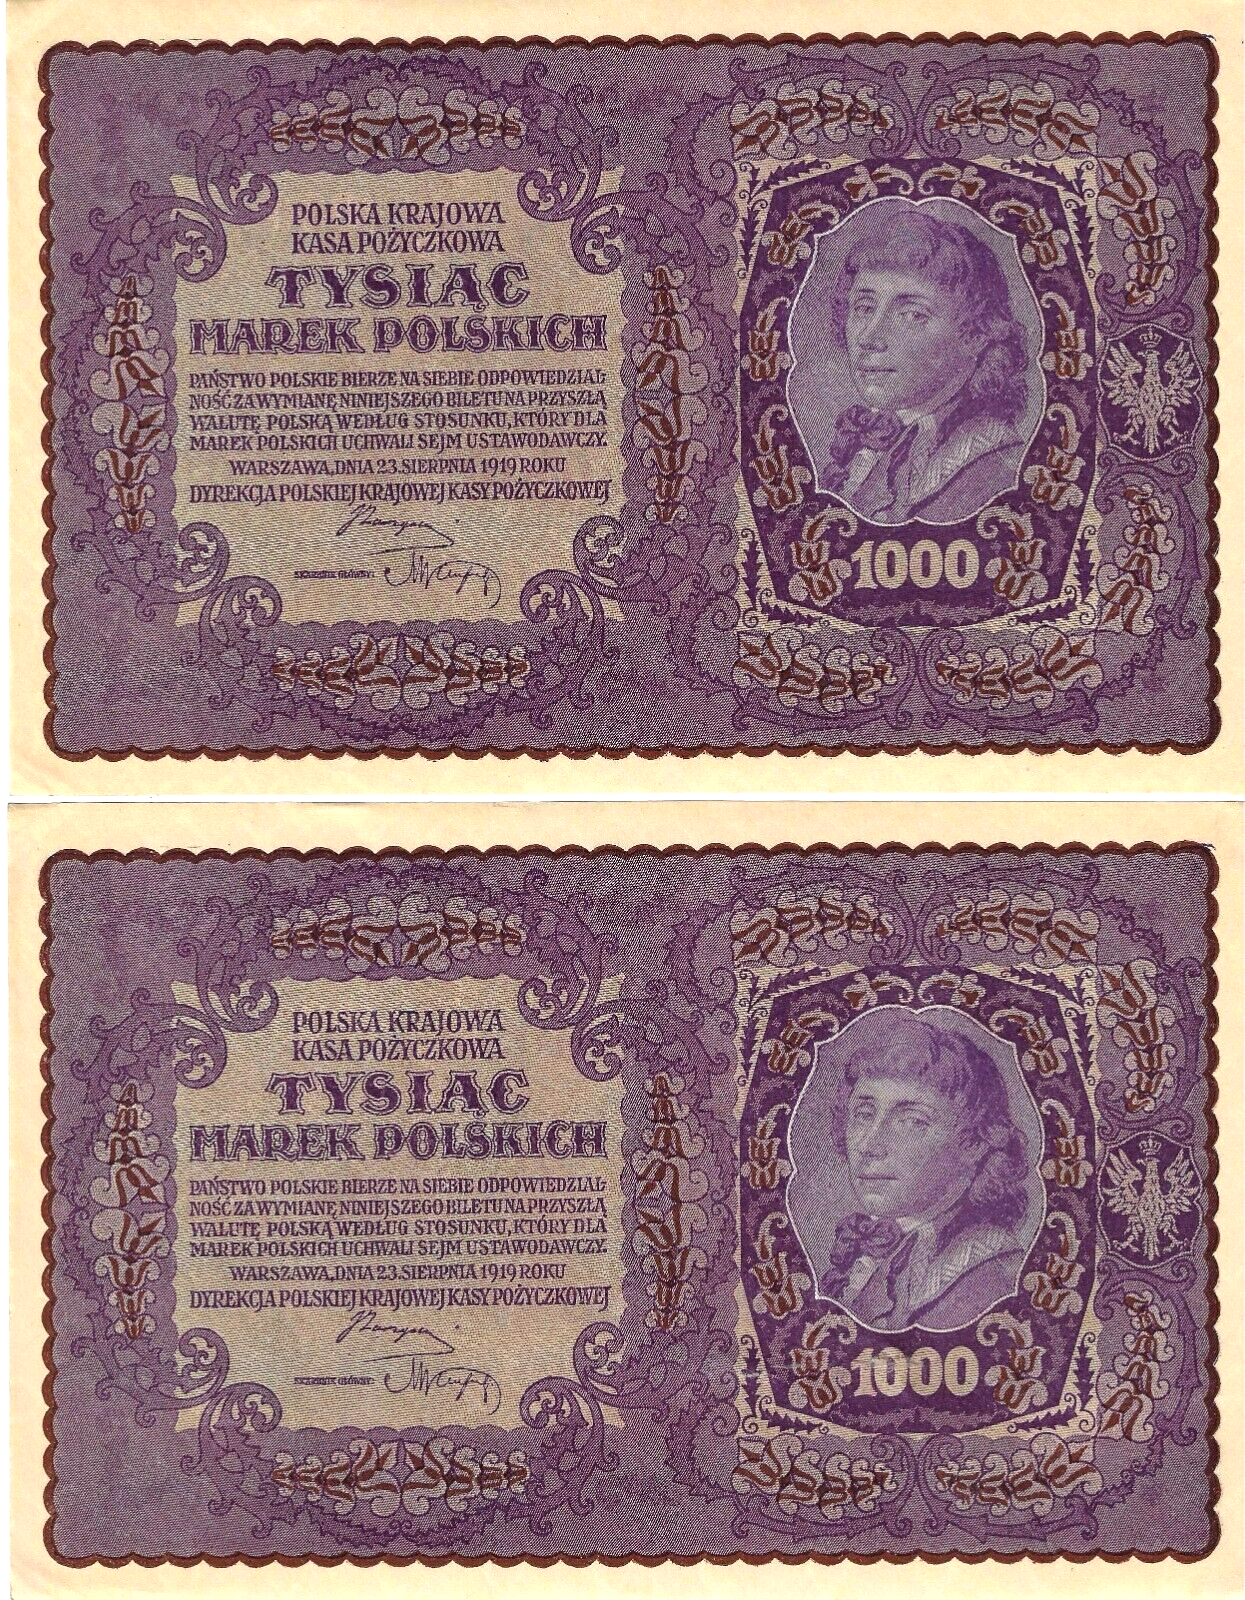 POLSKA KRAJOWA
KASA POŻYCZKOWA
TYSIĄC
MAREK POLSKICH
PAŃSTWO POLSKIE BIERZE NA SIEBIE ODPOWIEDZIAL-
NOŚĆ ZA WYMIANĘ NINIEJSZEGO BILETU NA PRZYSZŁĄ
WALUTĘ POLSKĄ WEDŁUG STOSUNKU, KTÓRY DLA
MAREK POLSKICH UCHWALI SEJM USTAWODAWCZY.
WARSZAWA, DNIA 23. SIERPNIA 1919 ROKU
DYREKCJA POLSKIEJ KRAJOWEJ KASY POŻYCZKOWEJ
SKARBNIK GŁÓWNY:
1000
POLSKA KRAJOWA
KASA POŻYCZKOWA
TYSIĄC
MAREK POLSKICH
PAŃSTWO POLSKIE BIERZE NA SIEBIE ODPOWIEDZIAL-
NOŚĆ ZA WYMIANĘ NINIEJSZEGO BILETU NA PRZYSZŁĄ
WALUTĘ POLSKĄ WEDŁUG STOSUNKU, KTÓRY DLA
MAREK POLSKICH UCHWALI SEJM USTAWODAWCZY.
WARSZAWA, DNIA 23. SIERPNIA 1919 ROKU
DYREKCJA POLSKIEJ KRAJOWEJ KASY POŻYCZKOWEJ
SKARBNIK GŁÓWNY:
1000